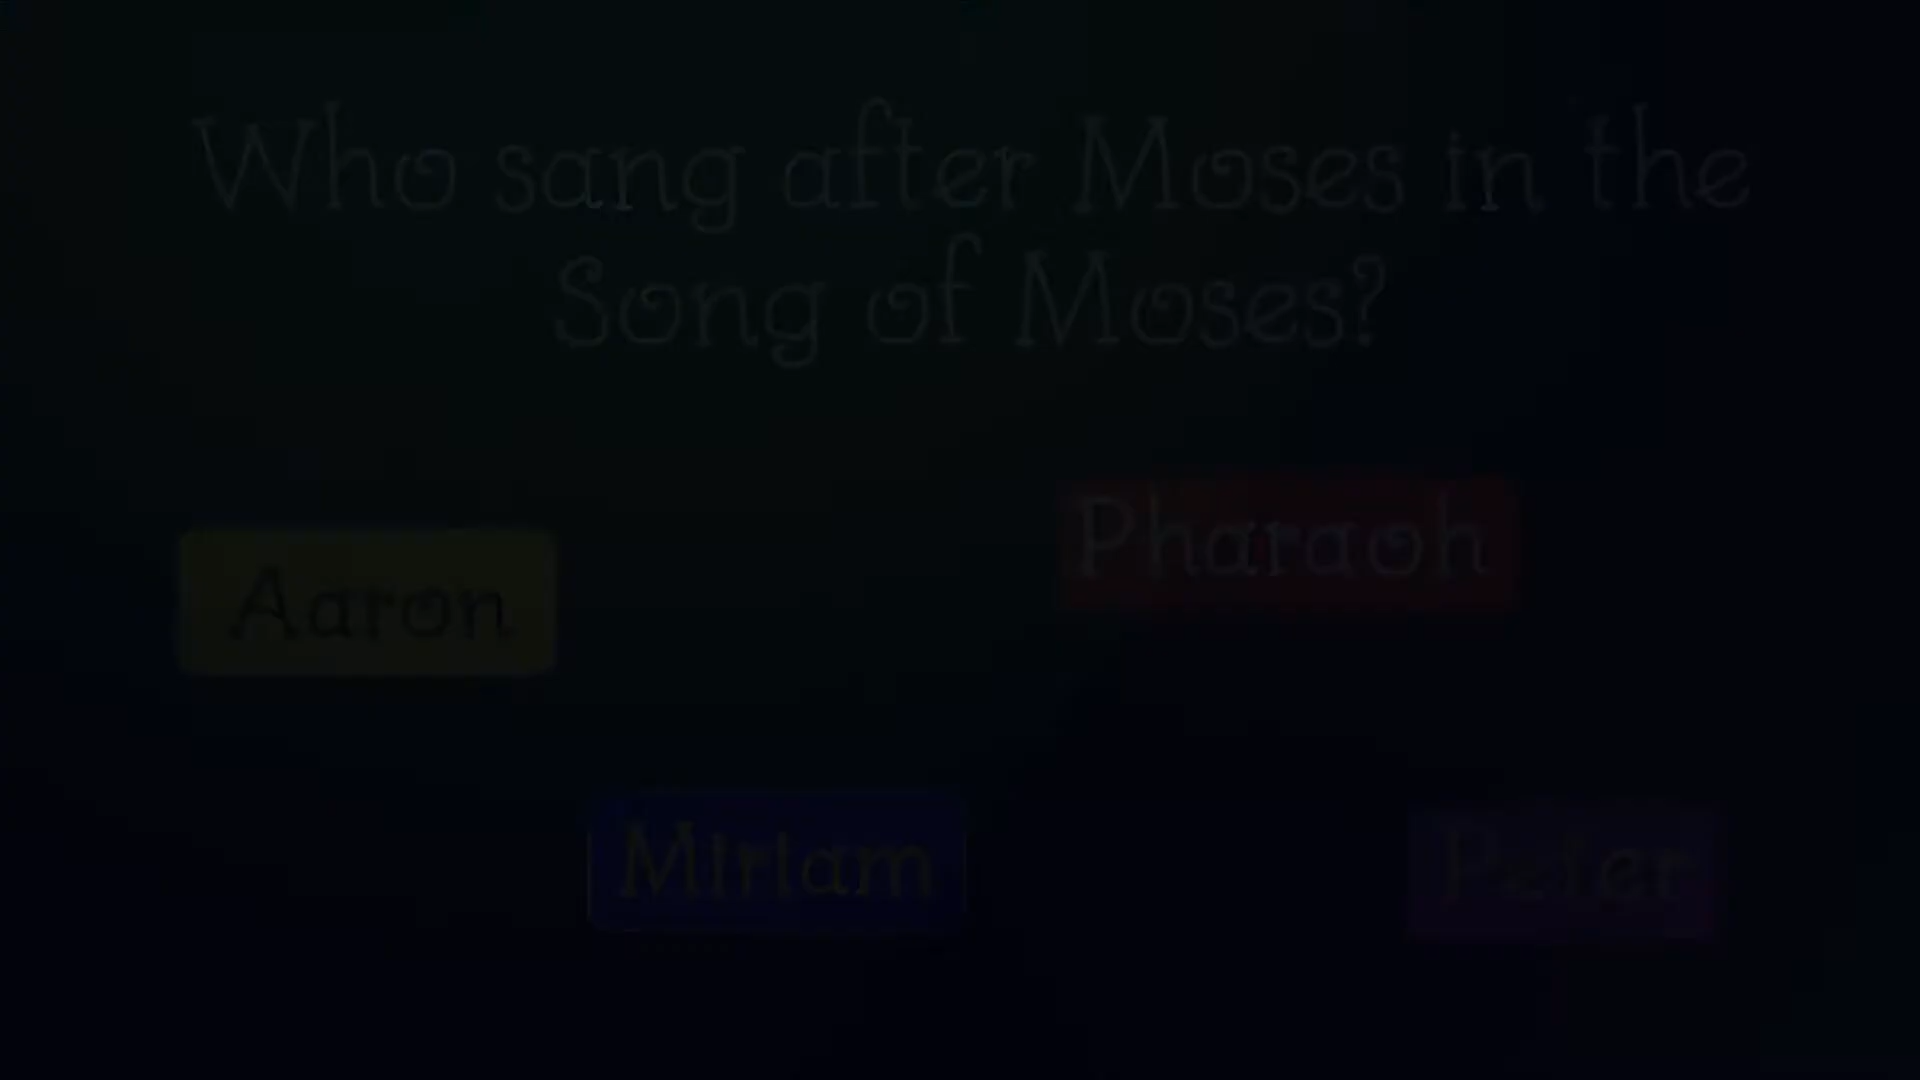 Who sang after Moses in the
Song of Moses?
Pharaoh
Aaron
Miriam
Peter